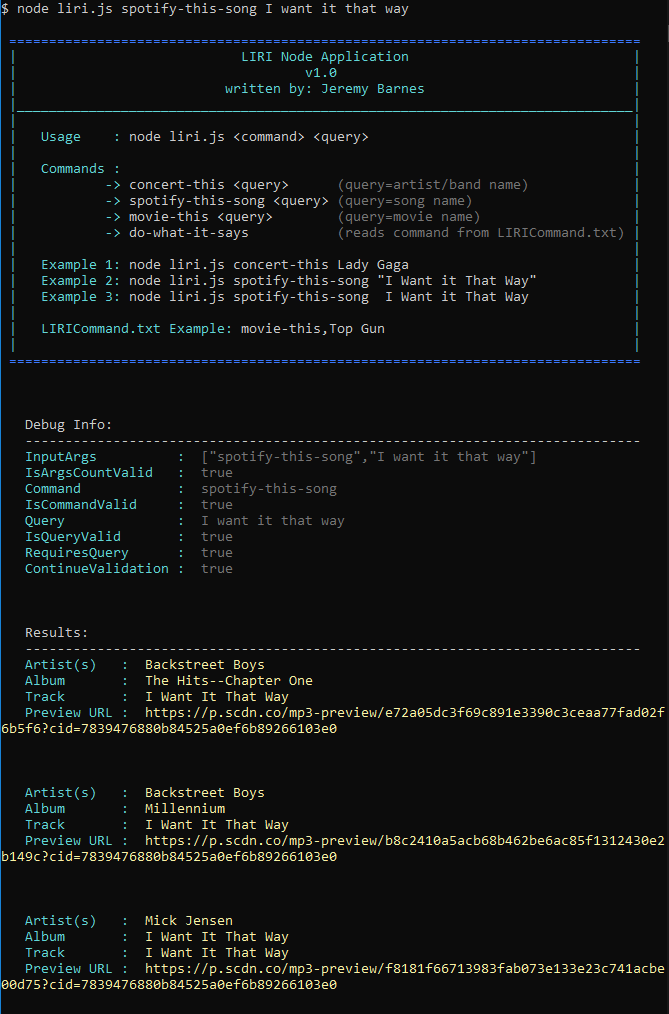 $ node liri.js spotify-this-song I want it that way
LIRI Node Application
v1.0
written by: Jeremy Barnes
Usage    : node liri.js <command> <query>
Commands :
-> concert-this <query>      (query=artist/band name)
-> spotify-this-song <query> (query=song name)
-> movie-this <query>        (query=movie name)
-> do-what-it-says           (reads command from LIRICommand.txt)
Example 1: node liri.js concert-this Lady Gaga
Example 2: node liri.js spotify-this-song "I Want it That Way"
Example 3: node liri.js spotify-this-song  I Want it That Way
LIRICommand.txt Example: movie-this,Top Gun
Debug Info:
InputArgs          :  ["spotify-this-song","I want it that way"]
IsArgsCountValid   :  true
Command            :  spotify-this-song
IsCommandValid     :  true
Query              :  I want it that way
IsQueryValid       :  true
RequiresQuery      :  true
ContinueValidation :  true
Results:
Artist(s)   :  Backstreet Boys
Album       :  The Hits--Chapter One
Track       :  I Want It That Way
Preview URL :  https://p.scdn.co/mp3-preview/e72a05dc3f69c891e3390c3ceaa77fad02f
6b5f6?cid=7839476880b84525a0ef6b89266103e0
Artist(s)   :  Backstreet Boys
Album       :  Millennium
Track       :  I Want It That Way
Preview URL :  https://p.scdn.co/mp3-preview/b8c2410a5acb68b462be6ac85f1312430e2
b149c?cid=7839476880b84525a0ef6b89266103e0
Artist(s)   :  Mick Jensen
Album       :  I Want It That Way
Track       :  I Want It That Way
Preview URL :  https://p.scdn.co/mp3-preview/f8181f66713983fab073e133e23c741acbe
00d75?cid=7839476880b84525a0ef6b89266103e0